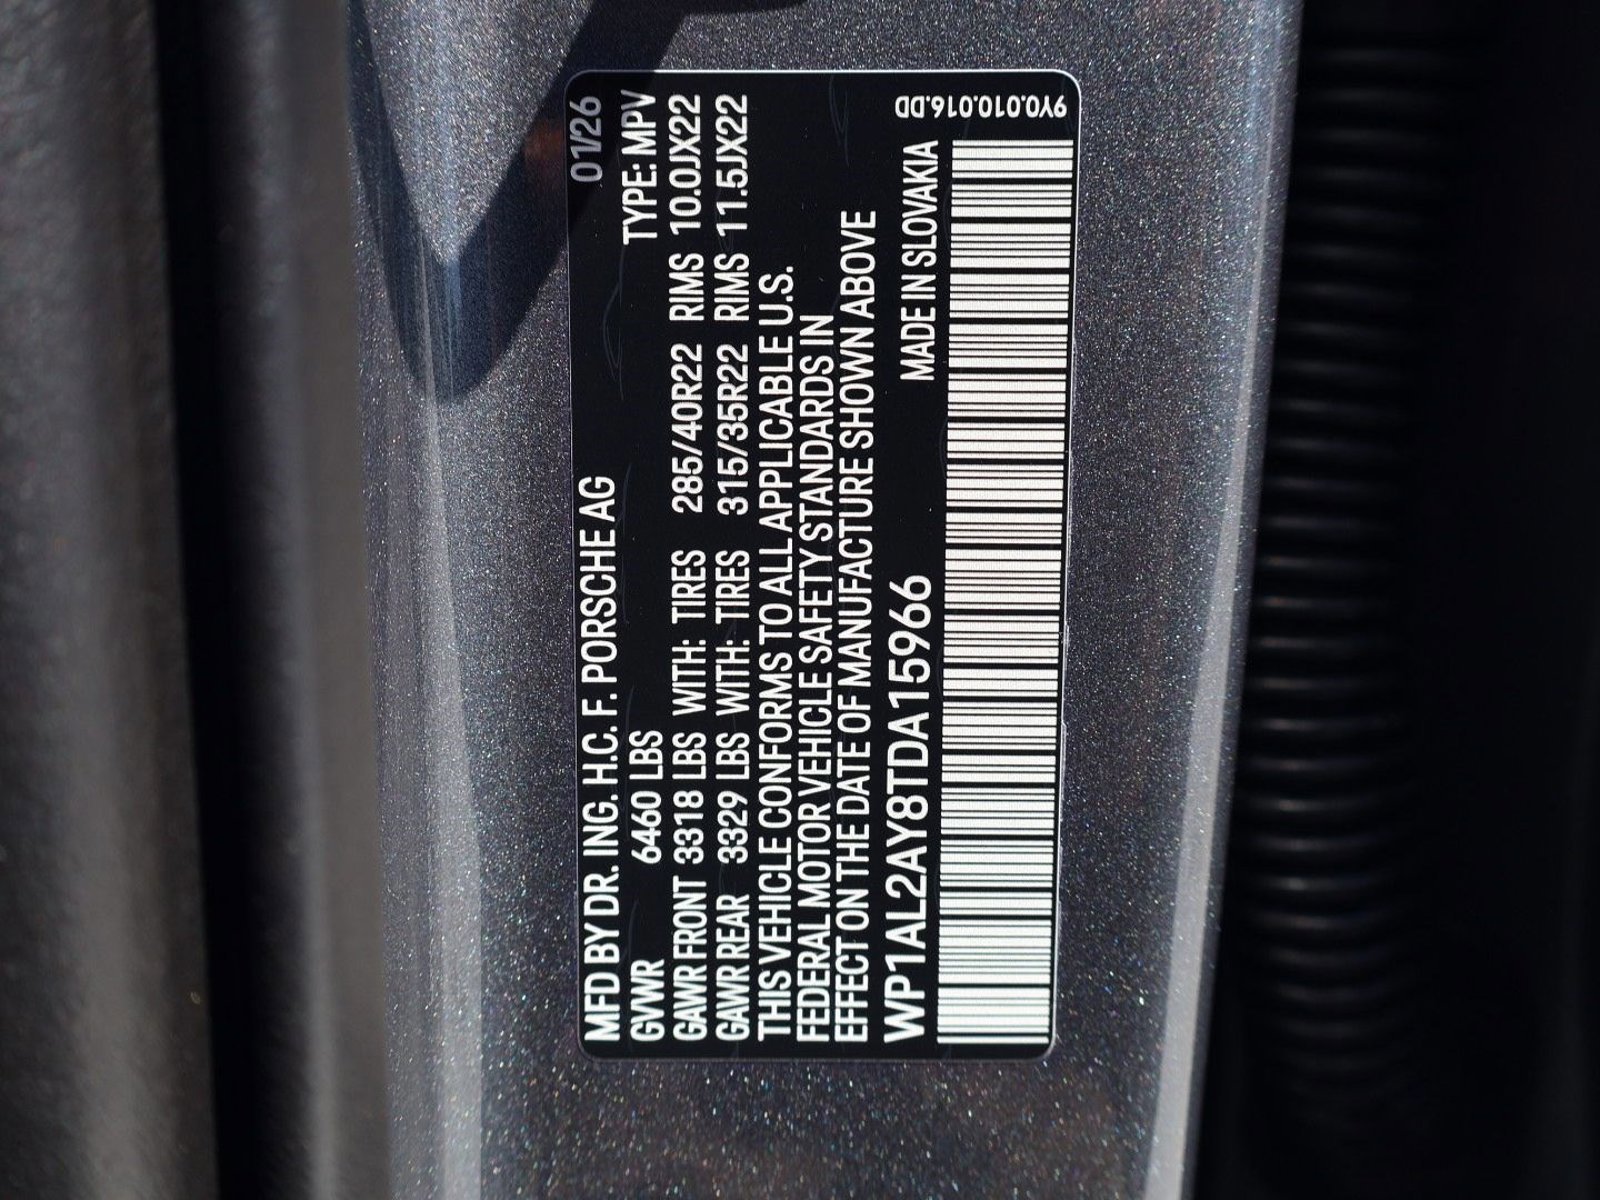 MFD BY DR. ING. H.C. F. PORSCHE AG 01/26
GVWR 6460 LBS TYPE: MPV
GAWR FRONT 3318 LBS WITH: TIRES 285/40R22 RIMS 10.0JX22
GAWR REAR 3329 LBS WITH: TIRES 315/35R22 RIMS 11.5JX22
THIS VEHICLE CONFORMS TO ALL APPLICABLE U.S.
FEDERAL MOTOR VEHICLE SAFETY STANDARDS IN
EFFECT ON THE DATE OF MANUFACTURE SHOWN ABOVE
WP1AL2AY8TDA15966 MADE IN SLOVAKIA
9Y0.010.016.DD